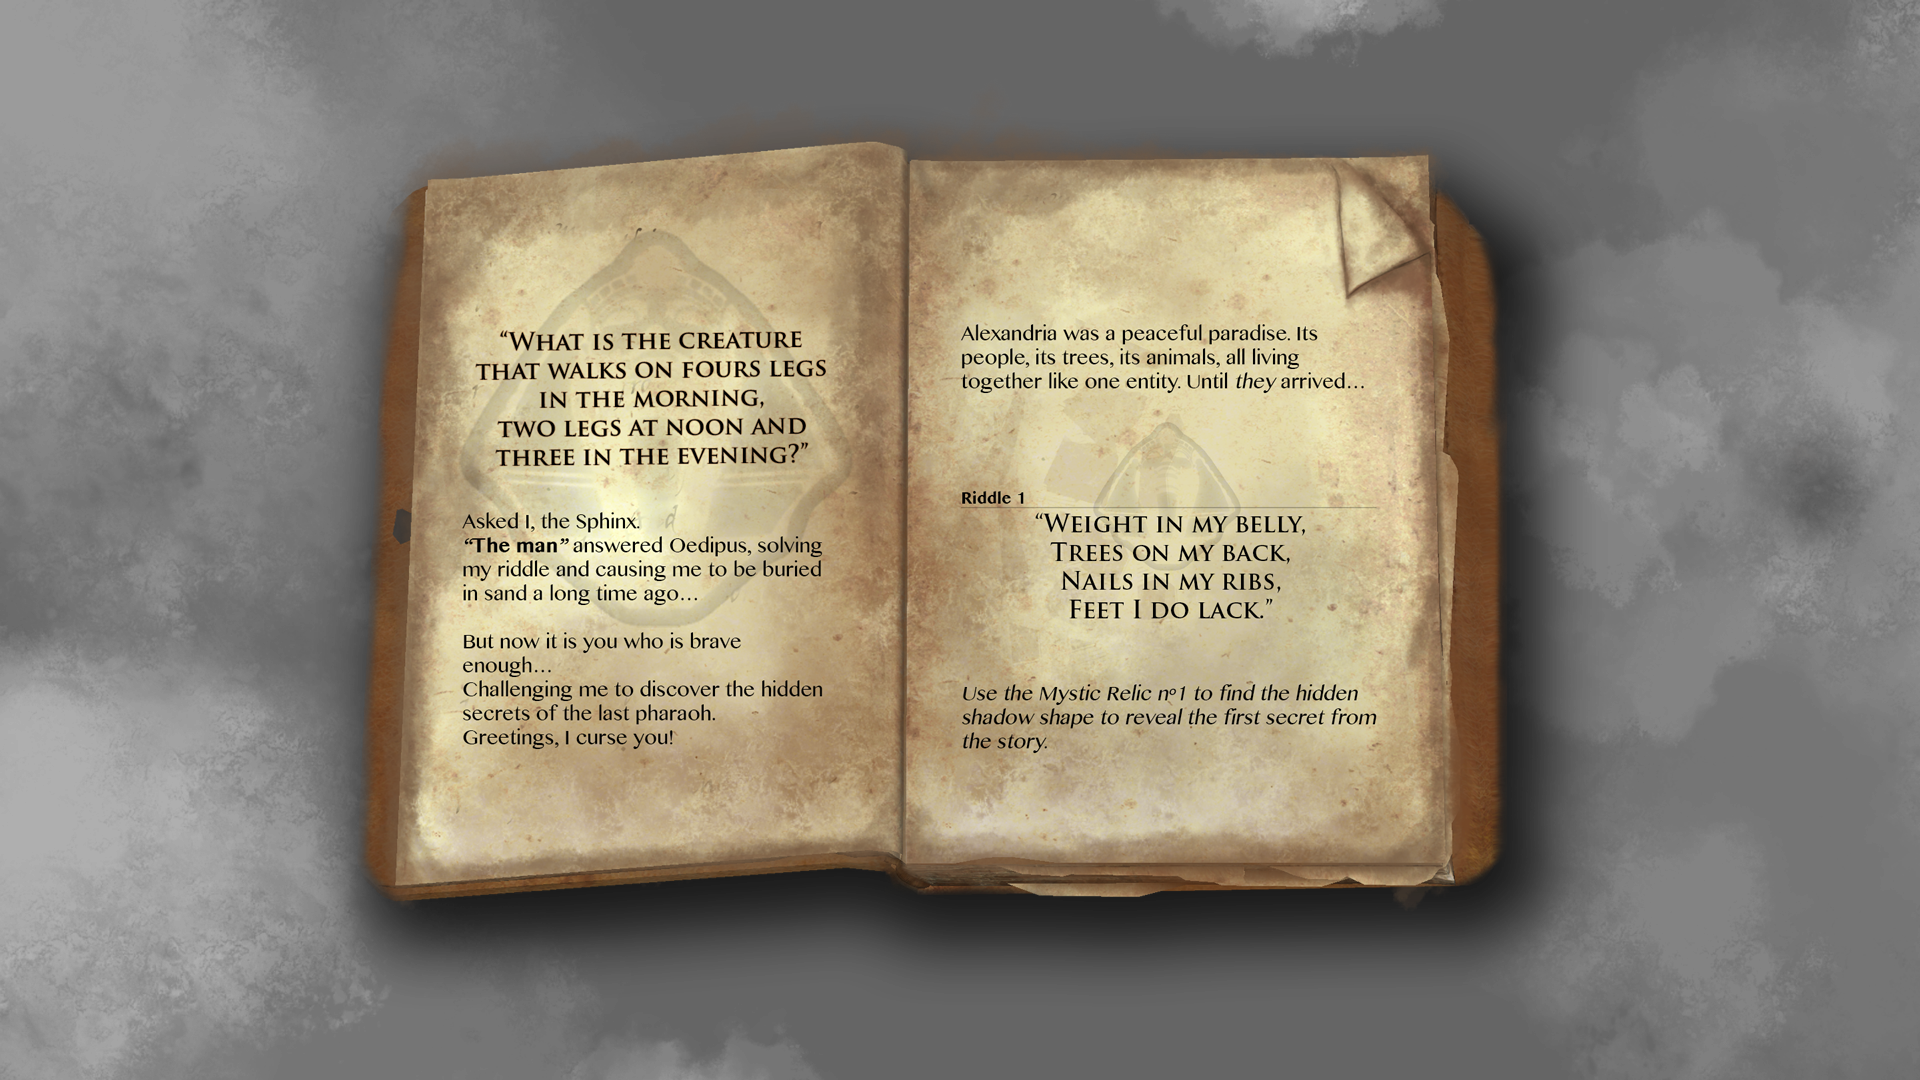 “WHAT IS THE CREATURE
THAT WALKS ON FOURS LEGS
IN THE MORNING,
TWO LEGS AT NOON AND
THREE IN THE EVENING?”
Asked I, the Sphinx.
“The man” answered Oedipus, solving
my riddle and causing me to be buried
in sand a long time ago…
But now it is you who is brave
enough…
Challenging me to discover the hidden
secrets of the last pharaoh.
Greetings, I curse you!
Alexandria was a peaceful paradise. Its
people, its trees, its animals, all living
together like one entity. Until they arrived…
Riddle 1
“WEIGHT IN MY BELLY,
TREES ON MY BACK,
NAILS IN MY RIBS,
FEET I DO LACK.”
Use the Mystic Relic nº1 to find the hidden
shadow shape to reveal the first secret from
the story.